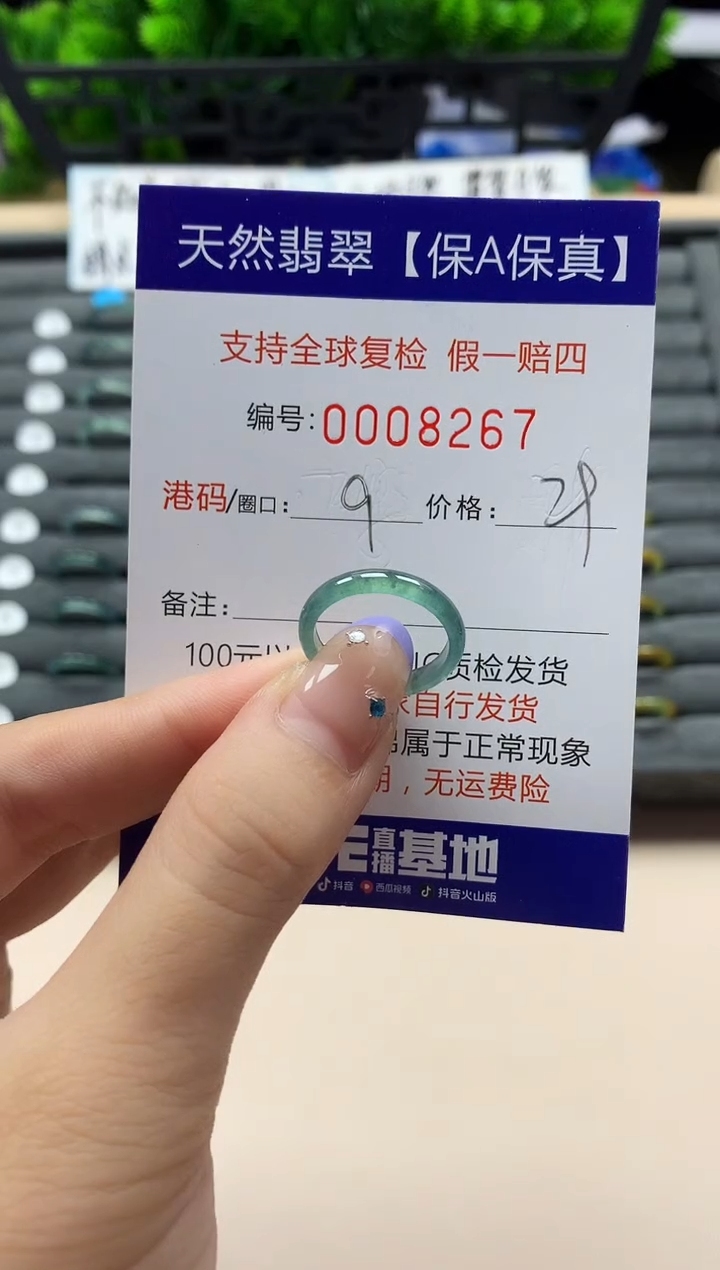 天然翡翠【保A保真】
支持全球复检 假一赔四
编号:0008267
港码/圈口: 9 价格:
备注:
100元以 质检发货
自行发货
属于正常现象
期，无运费险
直播基地
抖音 西瓜视频 抖音火山版